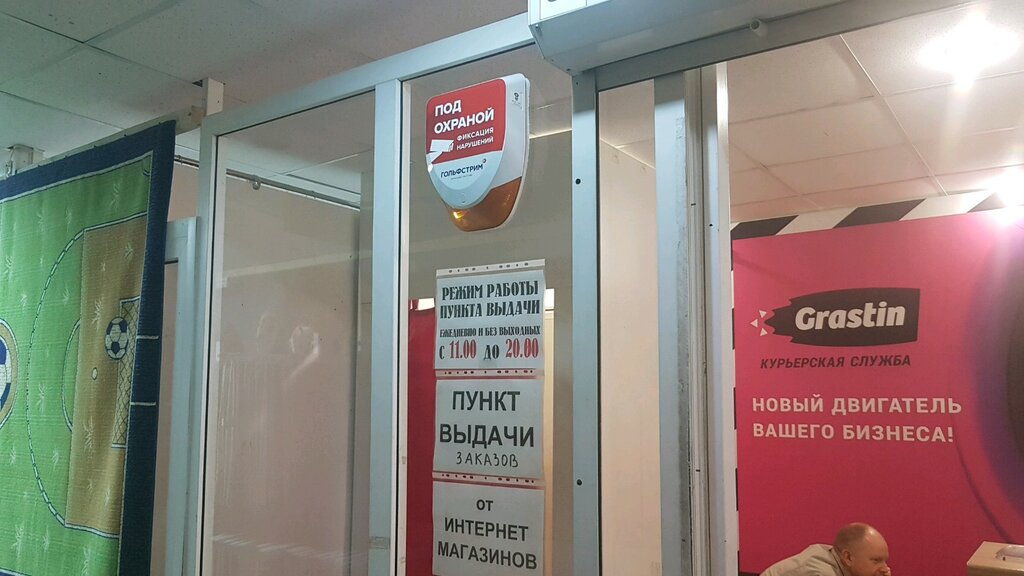 ПОД
ОХРАНОЙ
ФИКСАЦИЯ
НАРУШЕНИЙ
ГОЛЬФСТРИМ
РЕЖИМ РАБОТЫ
ПУНКТА ВЫДАЧИ
ЕЖЕДНЕВНО И БЕЗ ВЫХОДНЫХ
С 11.00 ДО 20.00
ПУНКТ
ВЫДАЧИ
ЗАКАЗОВ
ОТ
ИНТЕРНЕТ
МАГАЗИНОВ
Grastin
КУРЬЕРСКАЯ СЛУЖБА
НОВЫЙ ДВИГАТЕЛЬ
ВАШЕГО БИЗНЕСА!